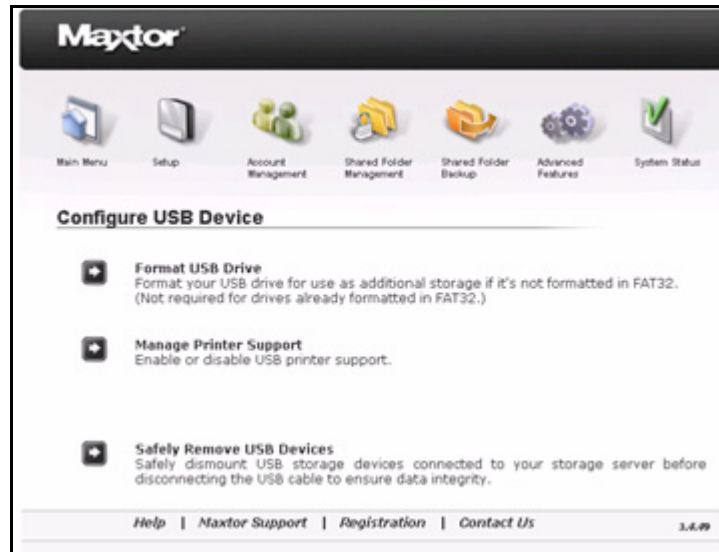 Maxtor
Main Menu
Setup
Account Management
Shared Folder Management
Shared Folder Backup
Advanced Features
System Status
Configure USB Device
Format USB Drive
Format your USB drive for use as additional storage if it's not formatted in FAT32.
(Not required for drives already formatted in FAT32.)
Manage Printer Support
Enable or disable USB printer support.
Safely Remove USB Devices
Safely dismount USB storage devices connected to your storage server before
disconnecting the USB cable to ensure data integrity.
Help | Maxtor Support | Registration | Contact Us
3.4.49